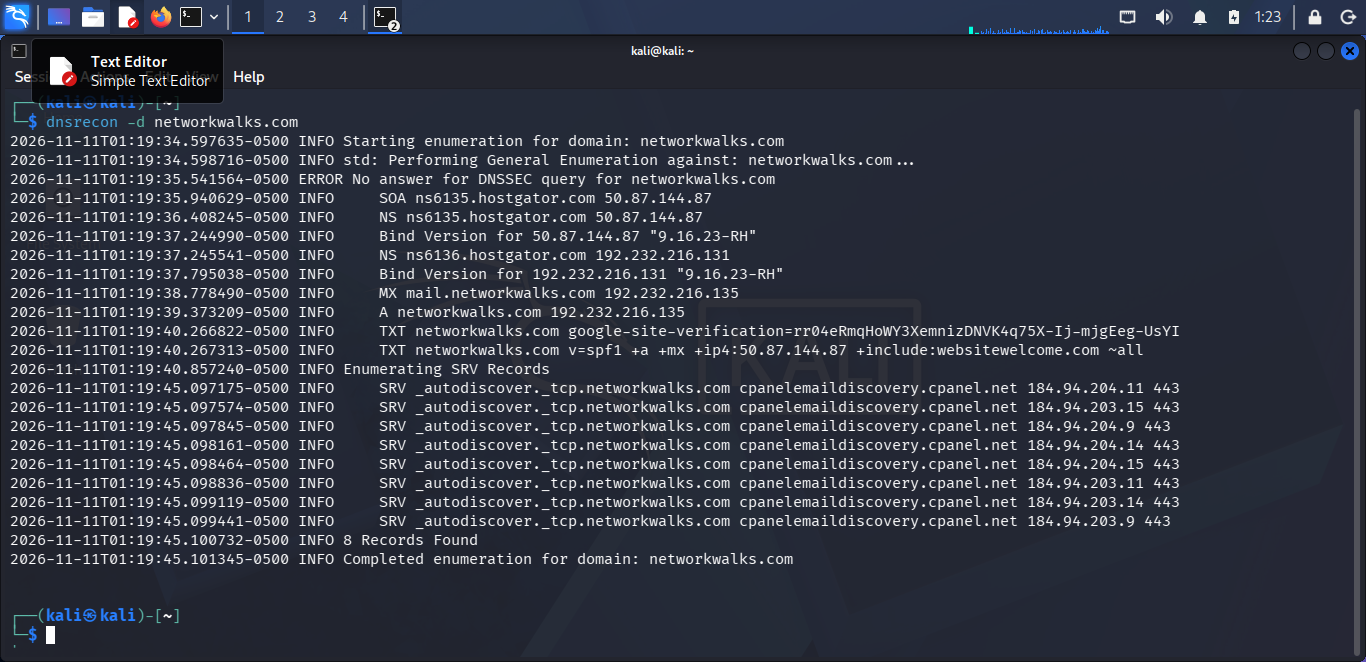 1 2 3 4 2 1:23
kali@kali: ~
Text Editor
Simple Text Editor
Session Actions Edit View Help
┌──(kali㉿kali)-[~]
└─$ dnsrecon -d networkwalks.com
2026-11-11T01:19:34.597635-0500 INFO Starting enumeration for domain: networkwalks.com
2026-11-11T01:19:34.598716-0500 INFO std: Performing General Enumeration against: networkwalks.com...
2026-11-11T01:19:35.541564-0500 ERROR No answer for DNSSEC query for networkwalks.com
2026-11-11T01:19:35.940629-0500 INFO     SOA ns6135.hostgator.com 50.87.144.87
2026-11-11T01:19:36.408245-0500 INFO     NS ns6135.hostgator.com 50.87.144.87
2026-11-11T01:19:37.244990-0500 INFO     Bind Version for 50.87.144.87 "9.16.23-RH"
2026-11-11T01:19:37.245541-0500 INFO     NS ns6136.hostgator.com 192.232.216.131
2026-11-11T01:19:37.795038-0500 INFO     Bind Version for 192.232.216.131 "9.16.23-RH"
2026-11-11T01:19:38.778490-0500 INFO     MX mail.networkwalks.com 192.232.216.135
2026-11-11T01:19:39.373209-0500 INFO     A networkwalks.com 192.232.216.135
2026-11-11T01:19:40.266822-0500 INFO     TXT networkwalks.com google-site-verification=rr04eRmqHoWY3XemnizDNVK4q75X-Ij-mjgEeg-UsYI
2026-11-11T01:19:40.267313-0500 INFO     TXT networkwalks.com v=spf1 +a +mx +ip4:50.87.144.87 +include:websitewelcome.com ~all
2026-11-11T01:19:40.857240-0500 INFO Enumerating SRV Records
2026-11-11T01:19:45.097175-0500 INFO     SRV _autodiscover._tcp.networkwalks.com cpanelemaildiscovery.cpanel.net 184.94.204.11 443
2026-11-11T01:19:45.097574-0500 INFO     SRV _autodiscover._tcp.networkwalks.com cpanelemaildiscovery.cpanel.net 184.94.203.15 443
2026-11-11T01:19:45.097845-0500 INFO     SRV _autodiscover._tcp.networkwalks.com cpanelemaildiscovery.cpanel.net 184.94.204.9 443
2026-11-11T01:19:45.098161-0500 INFO     SRV _autodiscover._tcp.networkwalks.com cpanelemaildiscovery.cpanel.net 184.94.204.14 443
2026-11-11T01:19:45.098464-0500 INFO     SRV _autodiscover._tcp.networkwalks.com cpanelemaildiscovery.cpanel.net 184.94.204.15 443
2026-11-11T01:19:45.098836-0500 INFO     SRV _autodiscover._tcp.networkwalks.com cpanelemaildiscovery.cpanel.net 184.94.203.11 443
2026-11-11T01:19:45.099119-0500 INFO     SRV _autodiscover._tcp.networkwalks.com cpanelemaildiscovery.cpanel.net 184.94.203.14 443
2026-11-11T01:19:45.099441-0500 INFO     SRV _autodiscover._tcp.networkwalks.com cpanelemaildiscovery.cpanel.net 184.94.203.9 443
2026-11-11T01:19:45.100732-0500 INFO 8 Records Found
2026-11-11T01:19:45.101345-0500 INFO Completed enumeration for domain: networkwalks.com
KALI
┌──(kali㉿kali)-[~]
└─$